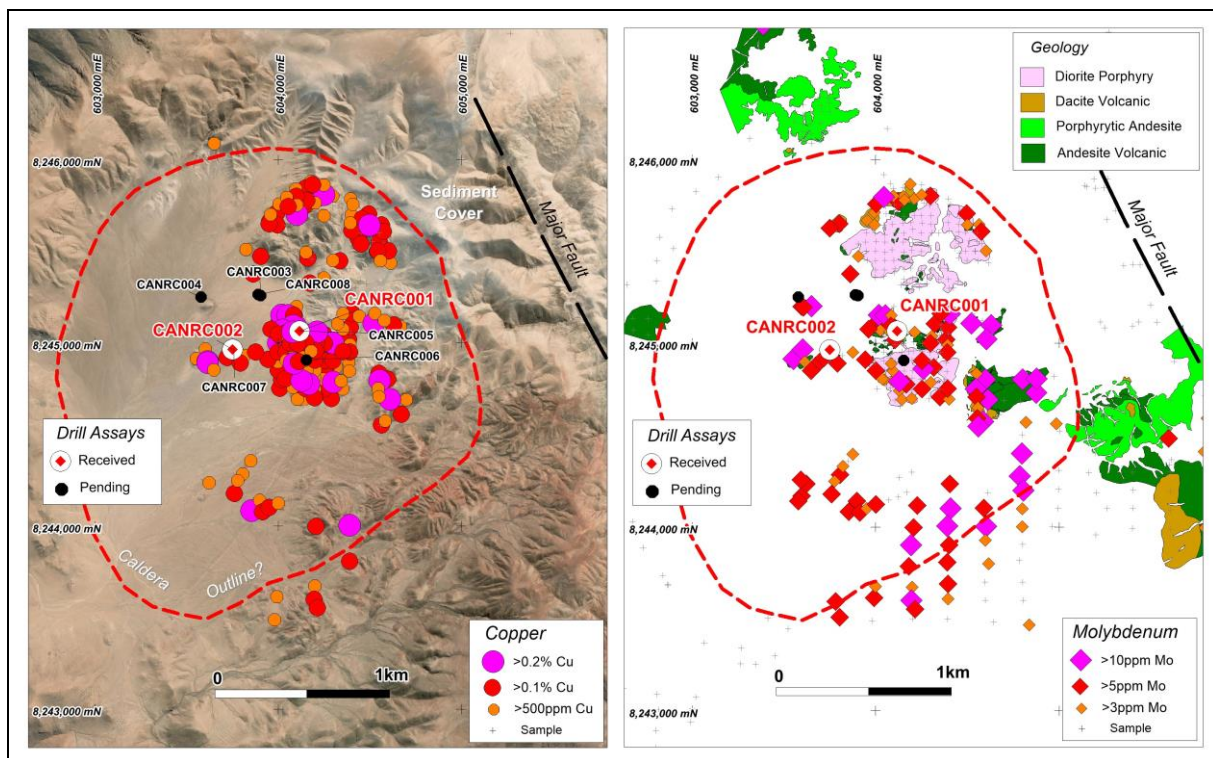 603,000 mE
604,000 mE
605,000 mE
8,246,000 mN
8,245,000 mN
8,244,000 mN
8,243,000 mN
Sediment
Cover
Major Fault
CANRC003
CANRC004
CANRC008
CANRC001
CANRC002
CANRC005
CANRC006
CANRC007
Drill Assays
Received
Pending
Caldera
Outline?
Copper
>0.2% Cu
>0.1% Cu
>500ppm Cu
Sample
0
1km
603,000 mE
604,000 mE
Geology
Diorite Porphyry
Dacite Volcanic
Porphyrytic Andesite
Andesite Volcanic
8,246,000 mN
8,245,000 mN
8,244,000 mN
8,243,000 mN
Major Fault
CANRC001
CANRC002
Drill Assays
Received
Pending
Molybdenum
>10ppm Mo
>5ppm Mo
>3ppm Mo
Sample
0
1km